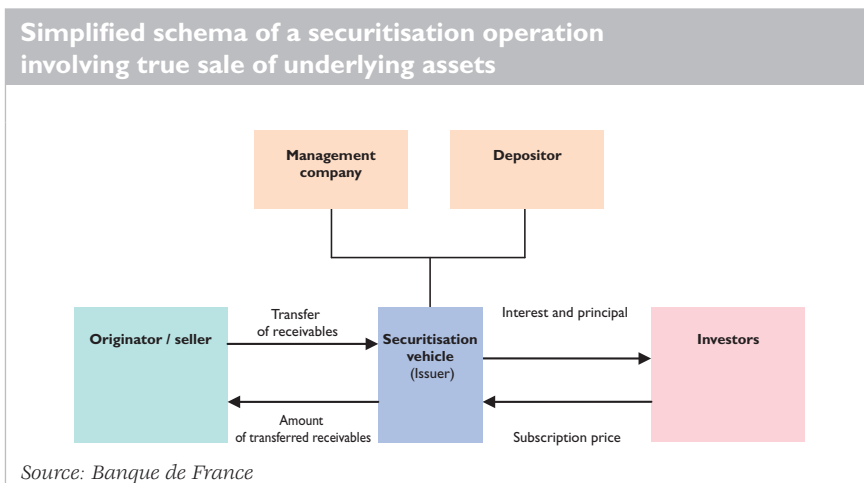 Simplified schema of a securitisation operation
involving true sale of underlying assets
Management
company
Depositor
Originator / seller
Transfer
of receivables
Amount
of transferred receivables
Securitisation
vehicle
(Issuer)
Interest and principal
Subscription price
Investors
Source: Banque de France